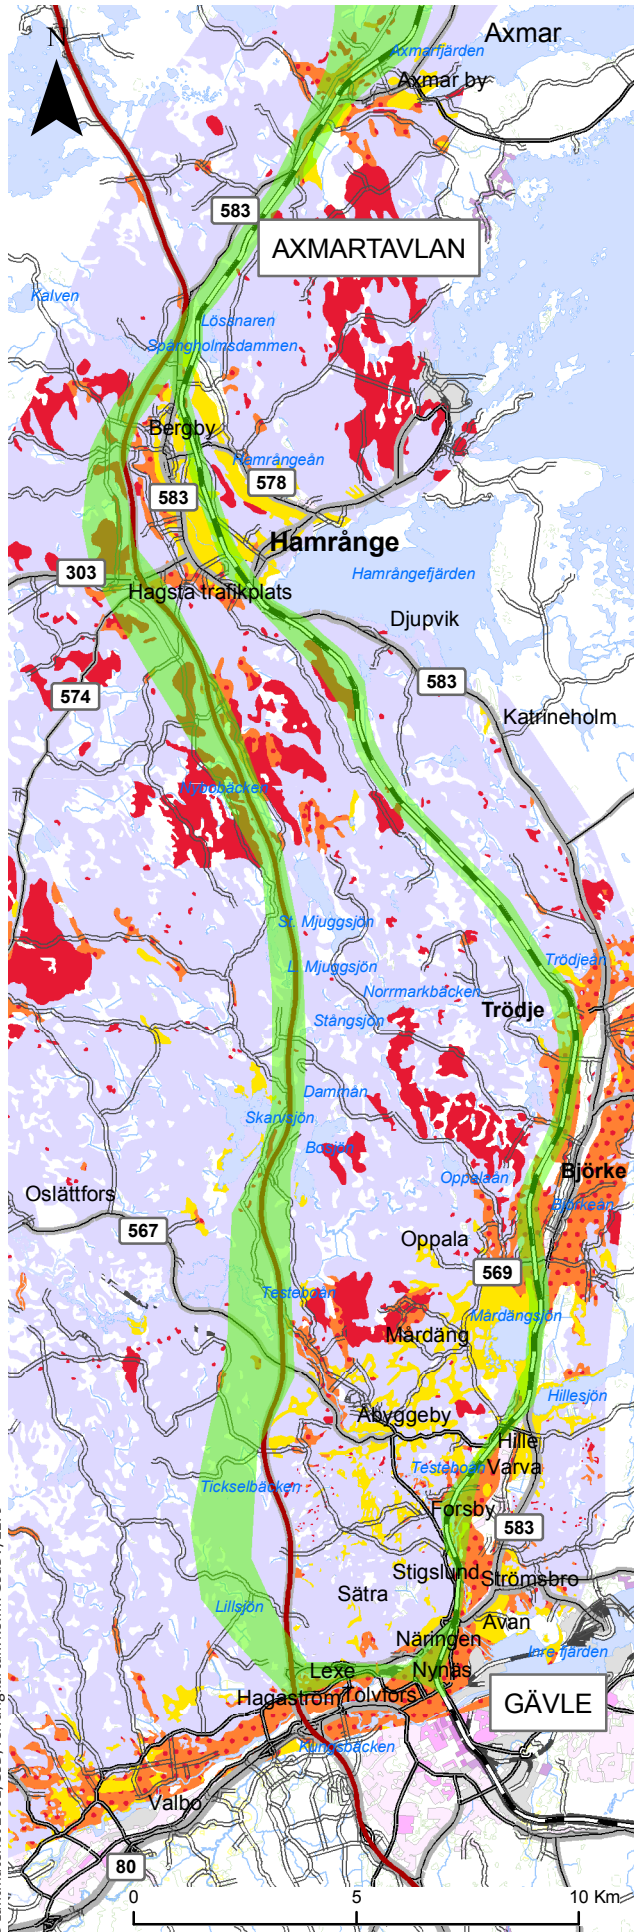 N
Axmar
Axmarfjärden
Axmar by
583
AXMARTAVLAN
Kalven
Lössnaren
Spångholmsdammen
Bergby
Hamrångeån
578
583
Hamrånge
303
Hamrångefjärden
Hagsta trafikplats
Djupvik
583
574
Katrineholm
Nybobäcken
St. Mjuggsjön
Trödjeån
L. Mjuggsjön
Norrmarkbäcken
Trödje
Stångsjön
Damman
Skarvsjön
Bosjön
Björke
Oppalaån
Oslättfors
Björkeån
567
Oppala
569
Testeboån
Mårdängsjön
Mårdäng
Hillesjön
Åbyggeby
Hille
Testeboån
Varva
Tickselbäcken
Forsby
583
Stigslund
Strömsbro
Sätra
Lillsjön
Avan
Näringen
Inre fjärden
Lexe
Nynäs
Hagaström
Tolvfors
GÄVLE
Kungsbäcken
Valbo
80
0 5 10 Km